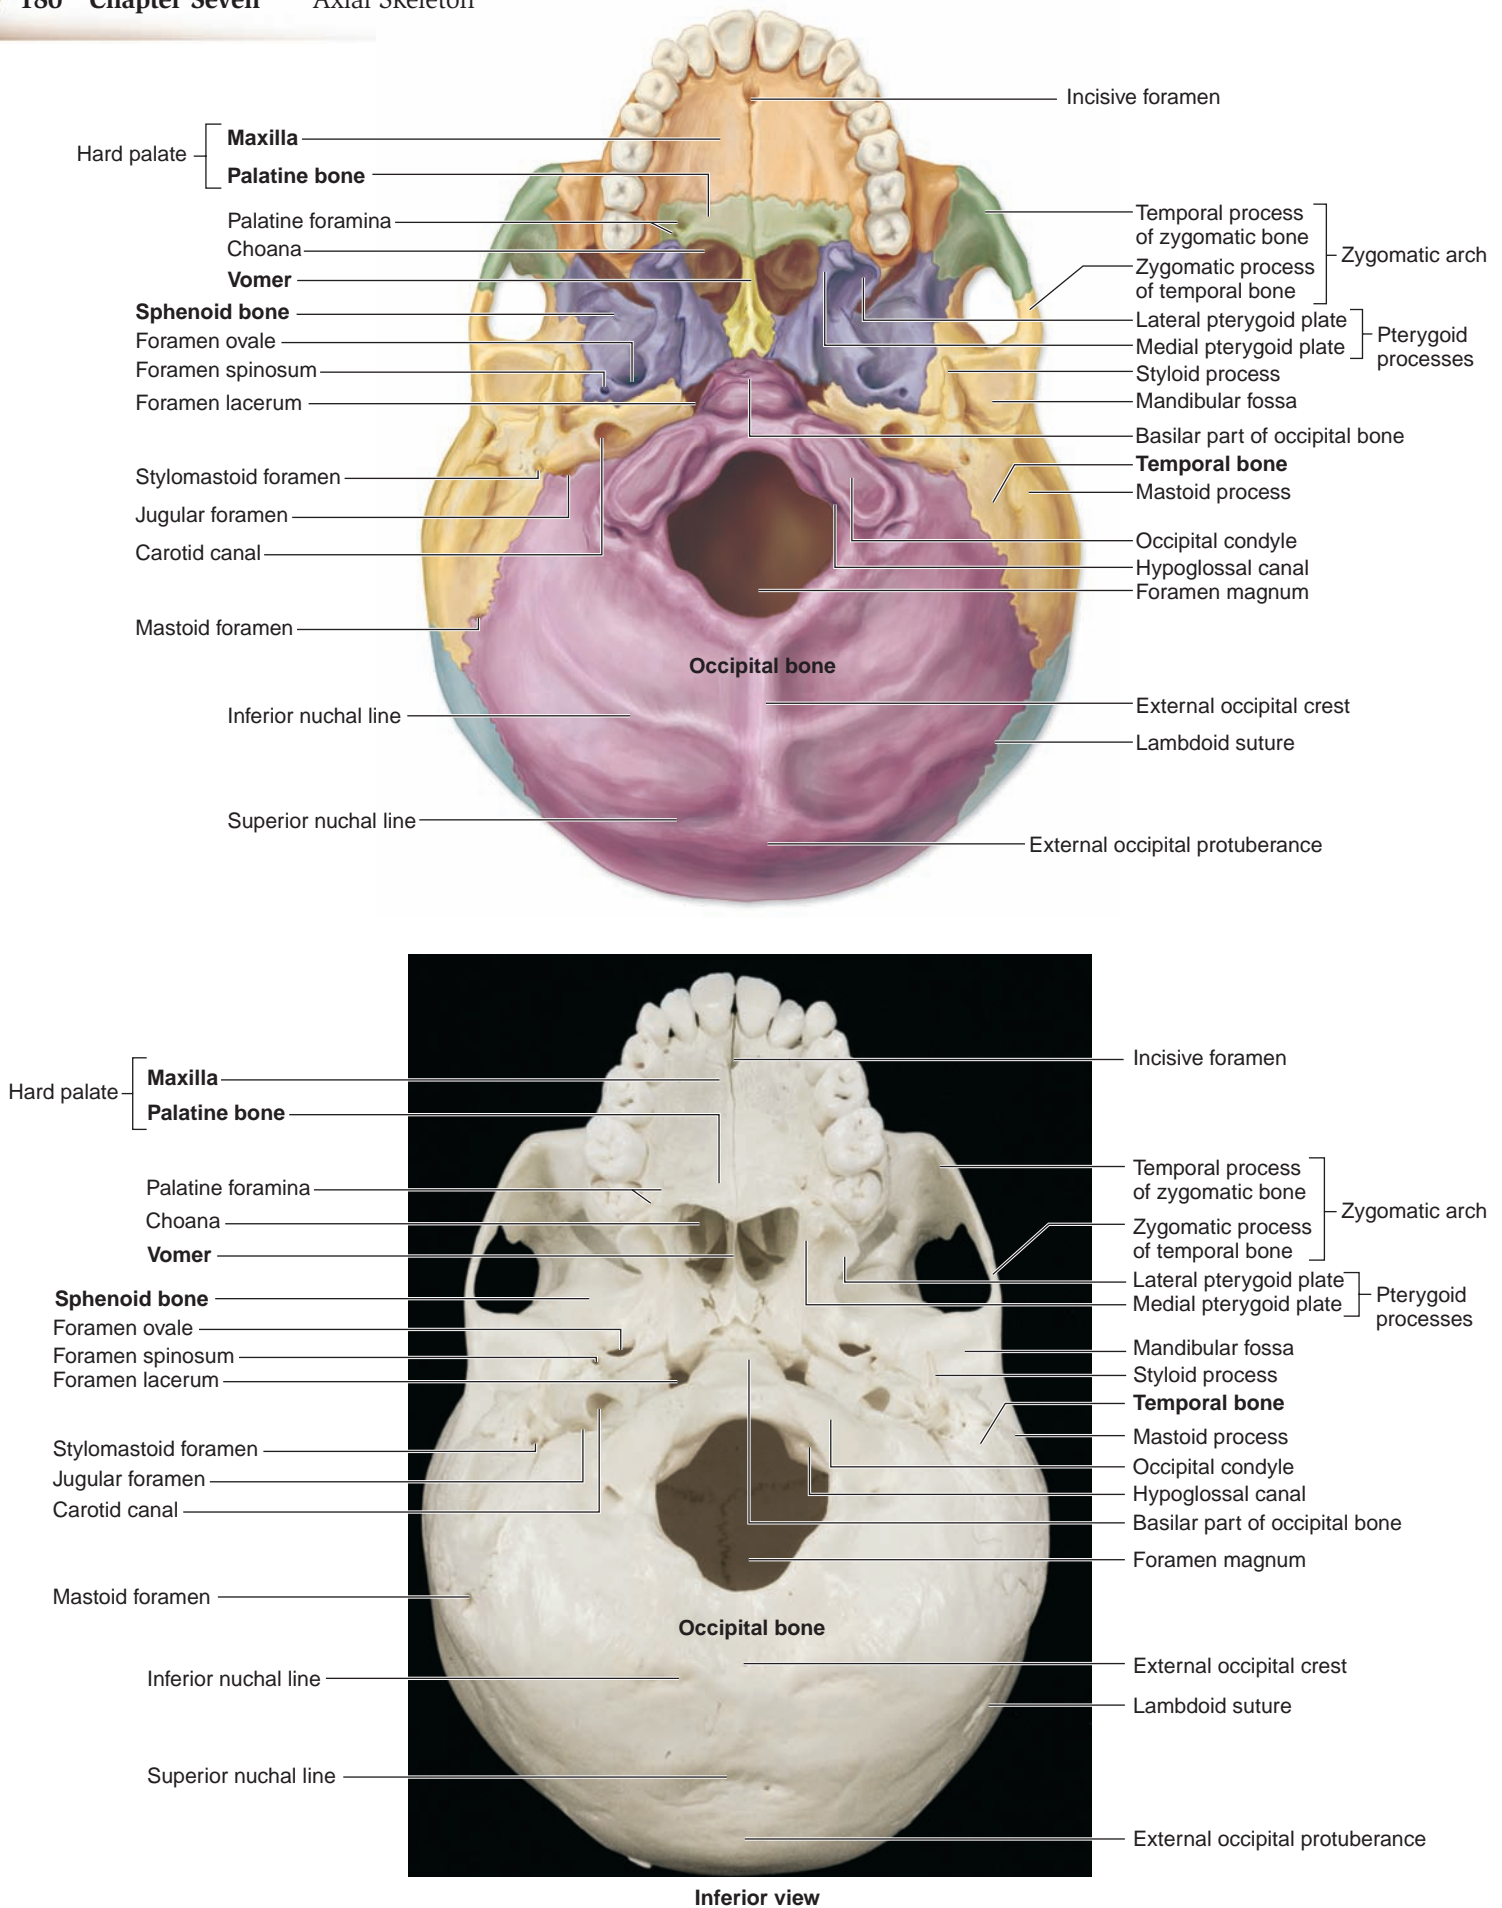 180 Chapter Seven Axial Skeleton
Incisive foramen
Hard palate
Maxilla
Palatine bone
Palatine foramina
Choana
Vomer
Sphenoid bone
Foramen ovale
Foramen spinosum
Foramen lacerum
Stylomastoid foramen
Jugular foramen
Carotid canal
Mastoid foramen
Inferior nuchal line
Superior nuchal line
Temporal process
of zygomatic bone
Zygomatic process
of temporal bone
Zygomatic arch
Lateral pterygoid plate
Medial pterygoid plate
Pterygoid
processes
Styloid process
Mandibular fossa
Basilar part of occipital bone
Temporal bone
Mastoid process
Occipital condyle
Hypoglossal canal
Foramen magnum
Occipital bone
External occipital crest
Lambdoid suture
External occipital protuberance
Incisive foramen
Hard palate
Maxilla
Palatine bone
Palatine foramina
Choana
Vomer
Sphenoid bone
Foramen ovale
Foramen spinosum
Foramen lacerum
Stylomastoid foramen
Jugular foramen
Carotid canal
Mastoid foramen
Inferior nuchal line
Superior nuchal line
Temporal process
of zygomatic bone
Zygomatic process
of temporal bone
Zygomatic arch
Lateral pterygoid plate
Medial pterygoid plate
Pterygoid
processes
Mandibular fossa
Styloid process
Temporal bone
Mastoid process
Occipital condyle
Hypoglossal canal
Basilar part of occipital bone
Foramen magnum
Occipital bone
External occipital crest
Lambdoid suture
External occipital protuberance
Inferior view